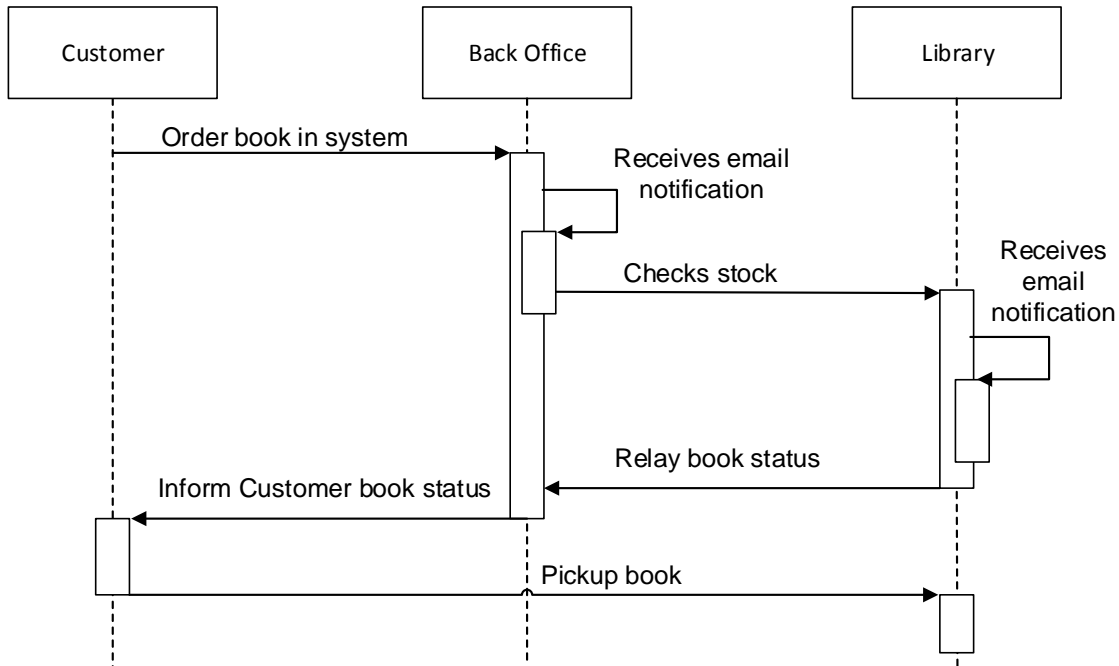 Customer
Back Office
Library
Order book in system
Receives email
notification
Checks stock
Receives
email
notification
Relay book status
Inform Customer book status
Pickup book